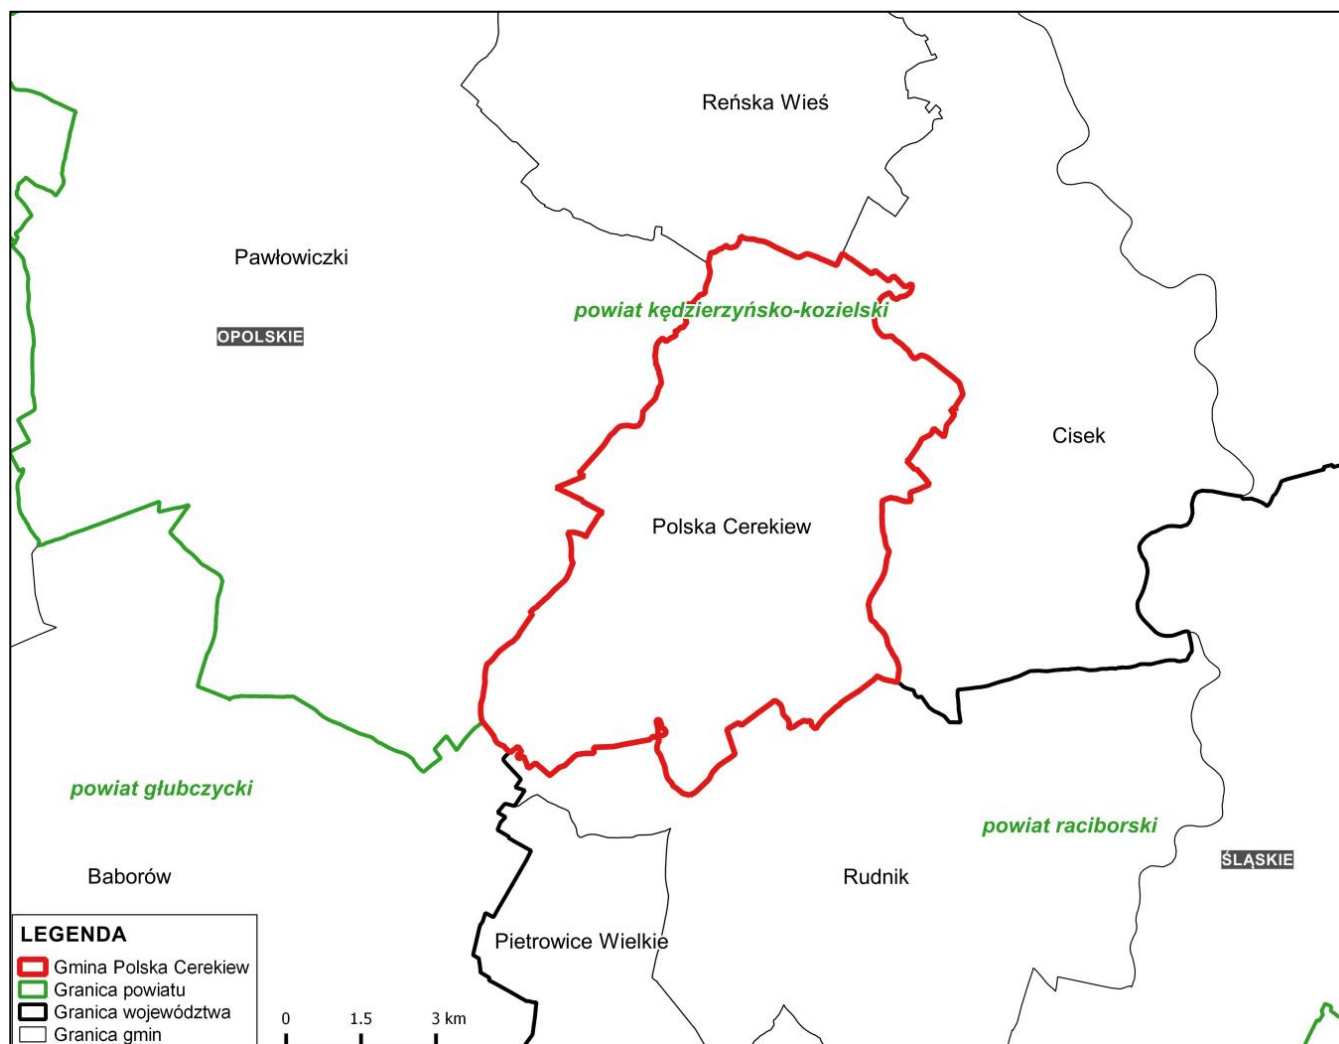 Reńska Wieś
Pawłowiczki
powiat kędzierzyńsko-kozielski
OPOLSKIE
Cisek
Polska Cerekiew
powiat głubczycki
powiat raciborski
ŚLĄSKIE
Baborów
Rudnik
Pietrowice Wielkie
LEGENDA
Gmina Polska Cerekiew
Granica powiatu
Granica województwa
Granica gmin
0 1.5 3 km